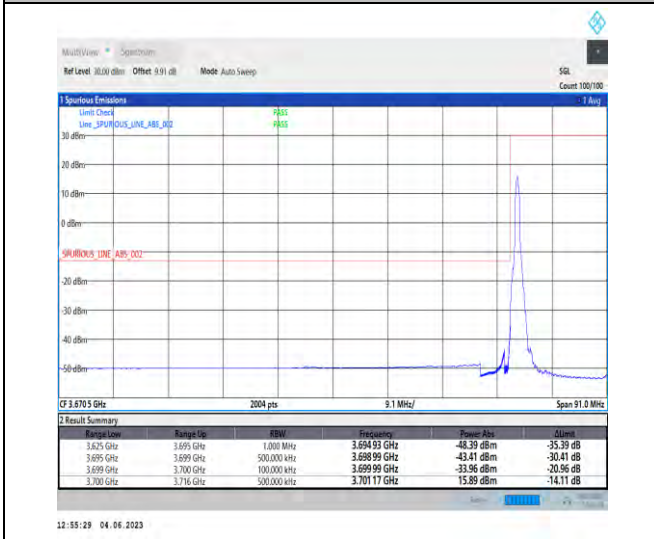 MultiView Spectrum
Ref Level 30.00 dBm Offset 9.91 dB Mode Auto Sweep SGL
Count 100/100
1 Spurious Emissions 1 Avg
Limit Check PASS
Line _SPURIOUS_LINE_ABS_002 PASS
30 dBm
20 dBm
10 dBm
0 dBm
_SPURIOUS_LINE_ABS_002
-20 dBm
-30 dBm
-40 dBm
-50 dBm
CF 3.6705 GHz 2004 pts 9.1 MHz/ Span 91.0 MHz
2 Result Summary
Range Low Range Up RBW Frequency Power Abs ΔLimit
3.625 GHz 3.695 GHz 1.000 MHz 3.694 93 GHz -48.39 dBm -35.39 dB
3.695 GHz 3.699 GHz 500.000 kHz 3.698 99 GHz -43.41 dBm -30.41 dB
3.699 GHz 3.700 GHz 100.000 kHz 3.699 99 GHz -33.96 dBm -20.96 dB
3.700 GHz 3.716 GHz 500.000 kHz 3.701 17 GHz 15.89 dBm -14.11 dB
12:55:29 04.06.2023